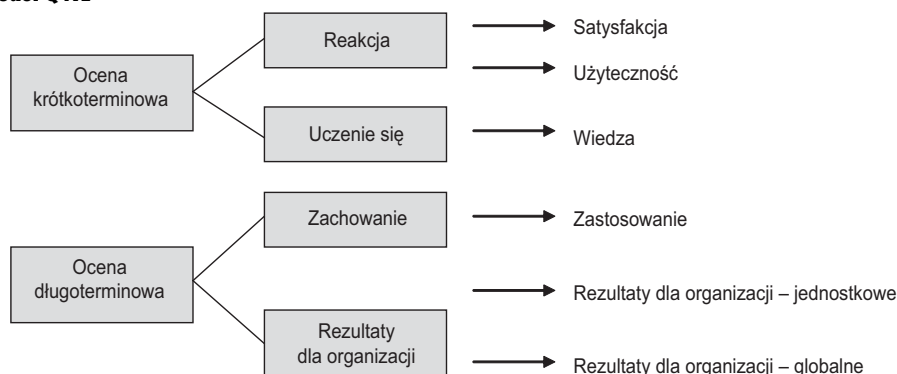 Reakcja
Satysfakcja
Ocena
krótkoterminowa
Użyteczność
Uczenie się
Wiedza
Zachowanie
Zastosowanie
Ocena
długoterminowa
Rezultaty dla organizacji – jednostkowe
Rezultaty
dla organizacji
Rezultaty dla organizacji – globalne